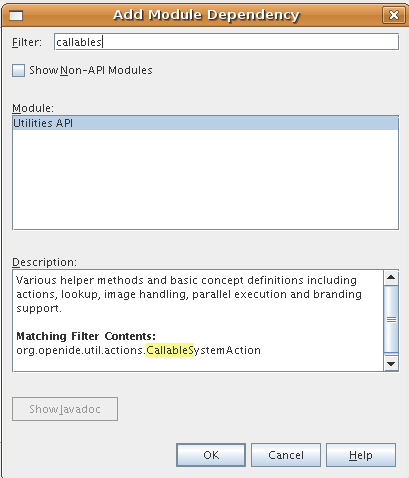 Add Module Dependency
Filter: callables
Show Non-API Modules
Module:
Utilities API
Description:
Various helper methods and basic concept definitions including
actions, lookup, image handling, parallel execution and branding
support.
Matching Filter Contents:
org.openide.util.actions.CallableSystemAction
Show Javadoc
OK Cancel Help